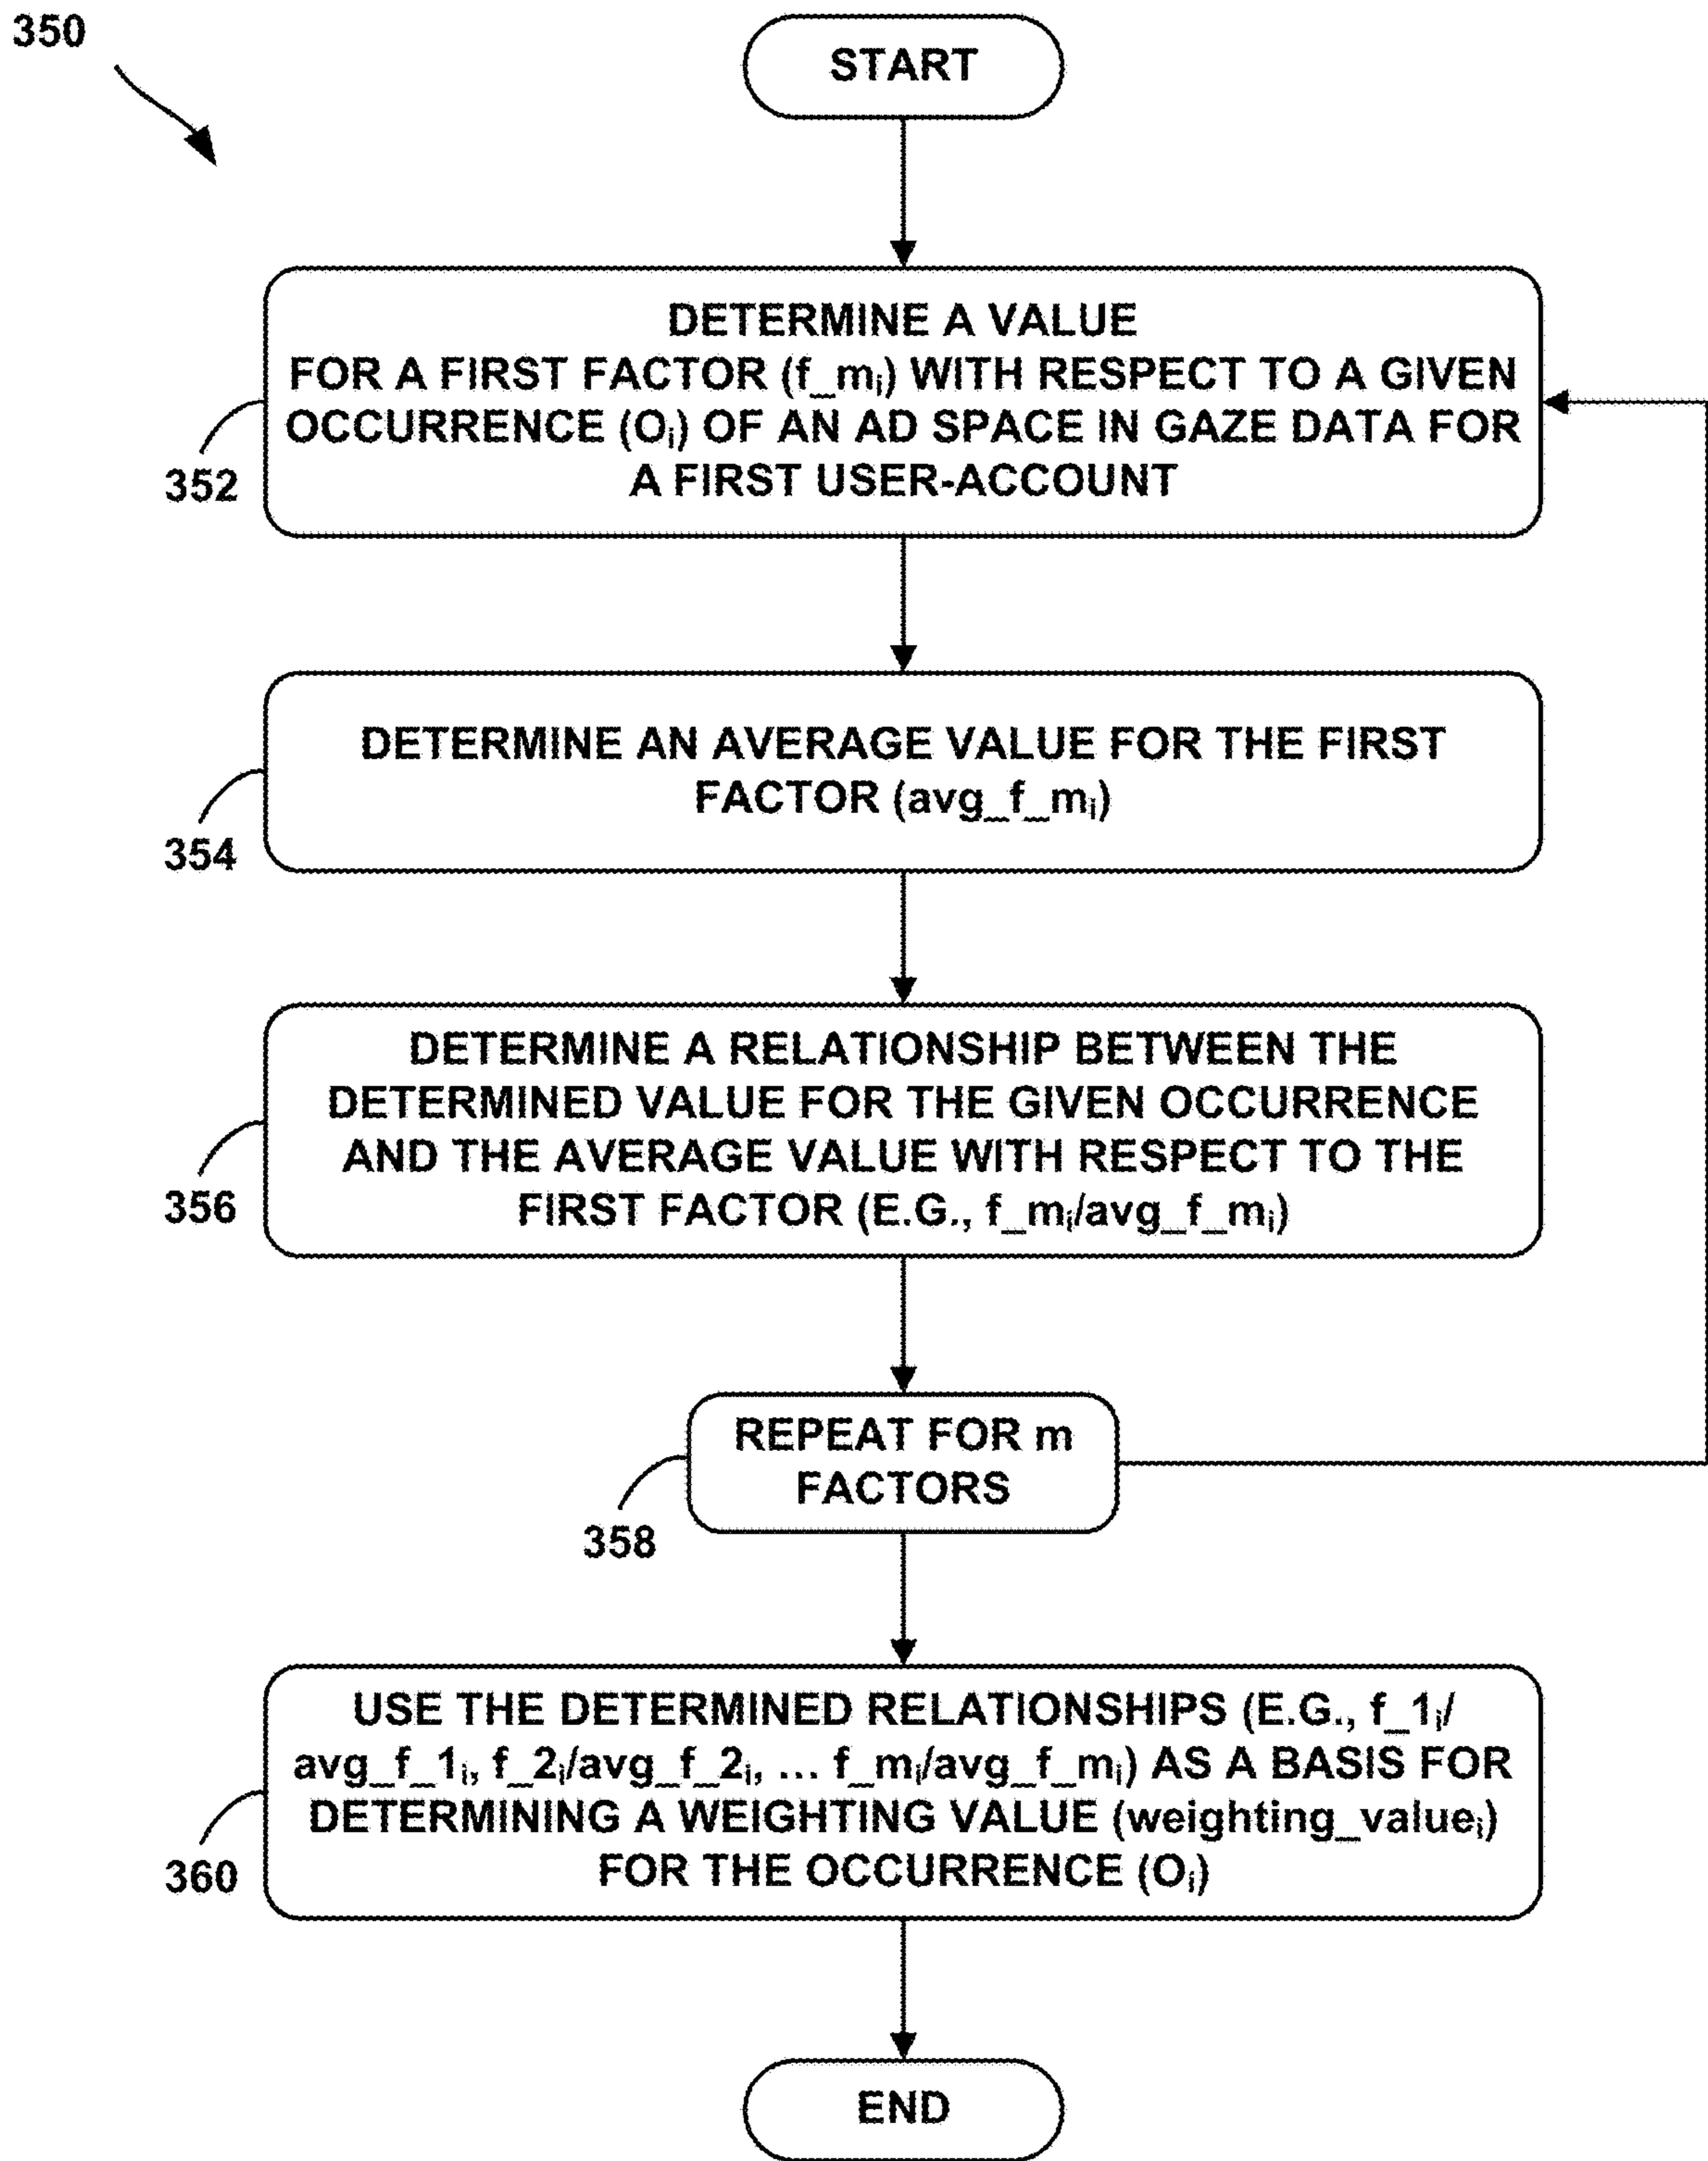 350
START
DETERMINE A VALUE
FOR A FIRST FACTOR (f_mᵢ) WITH RESPECT TO A GIVEN
OCCURRENCE (Oᵢ) OF AN AD SPACE IN GAZE DATA FOR
A FIRST USER-ACCOUNT
352
DETERMINE AN AVERAGE VALUE FOR THE FIRST
FACTOR (avg_f_mᵢ)
354
DETERMINE A RELATIONSHIP BETWEEN THE
DETERMINED VALUE FOR THE GIVEN OCCURRENCE
AND THE AVERAGE VALUE WITH RESPECT TO THE
FIRST FACTOR (E.G., f_mᵢ/avg_f_mᵢ)
356
REPEAT FOR m
FACTORS
358
USE THE DETERMINED RELATIONSHIPS (E.G., f_1ᵢ/
avg_f_1ᵢ, f_2ᵢ/avg_f_2ᵢ, ... f_mᵢ/avg_f_mᵢ) AS A BASIS FOR
DETERMINING A WEIGHTING VALUE (weighting_valueᵢ)
FOR THE OCCURRENCE (Oᵢ)
360
END